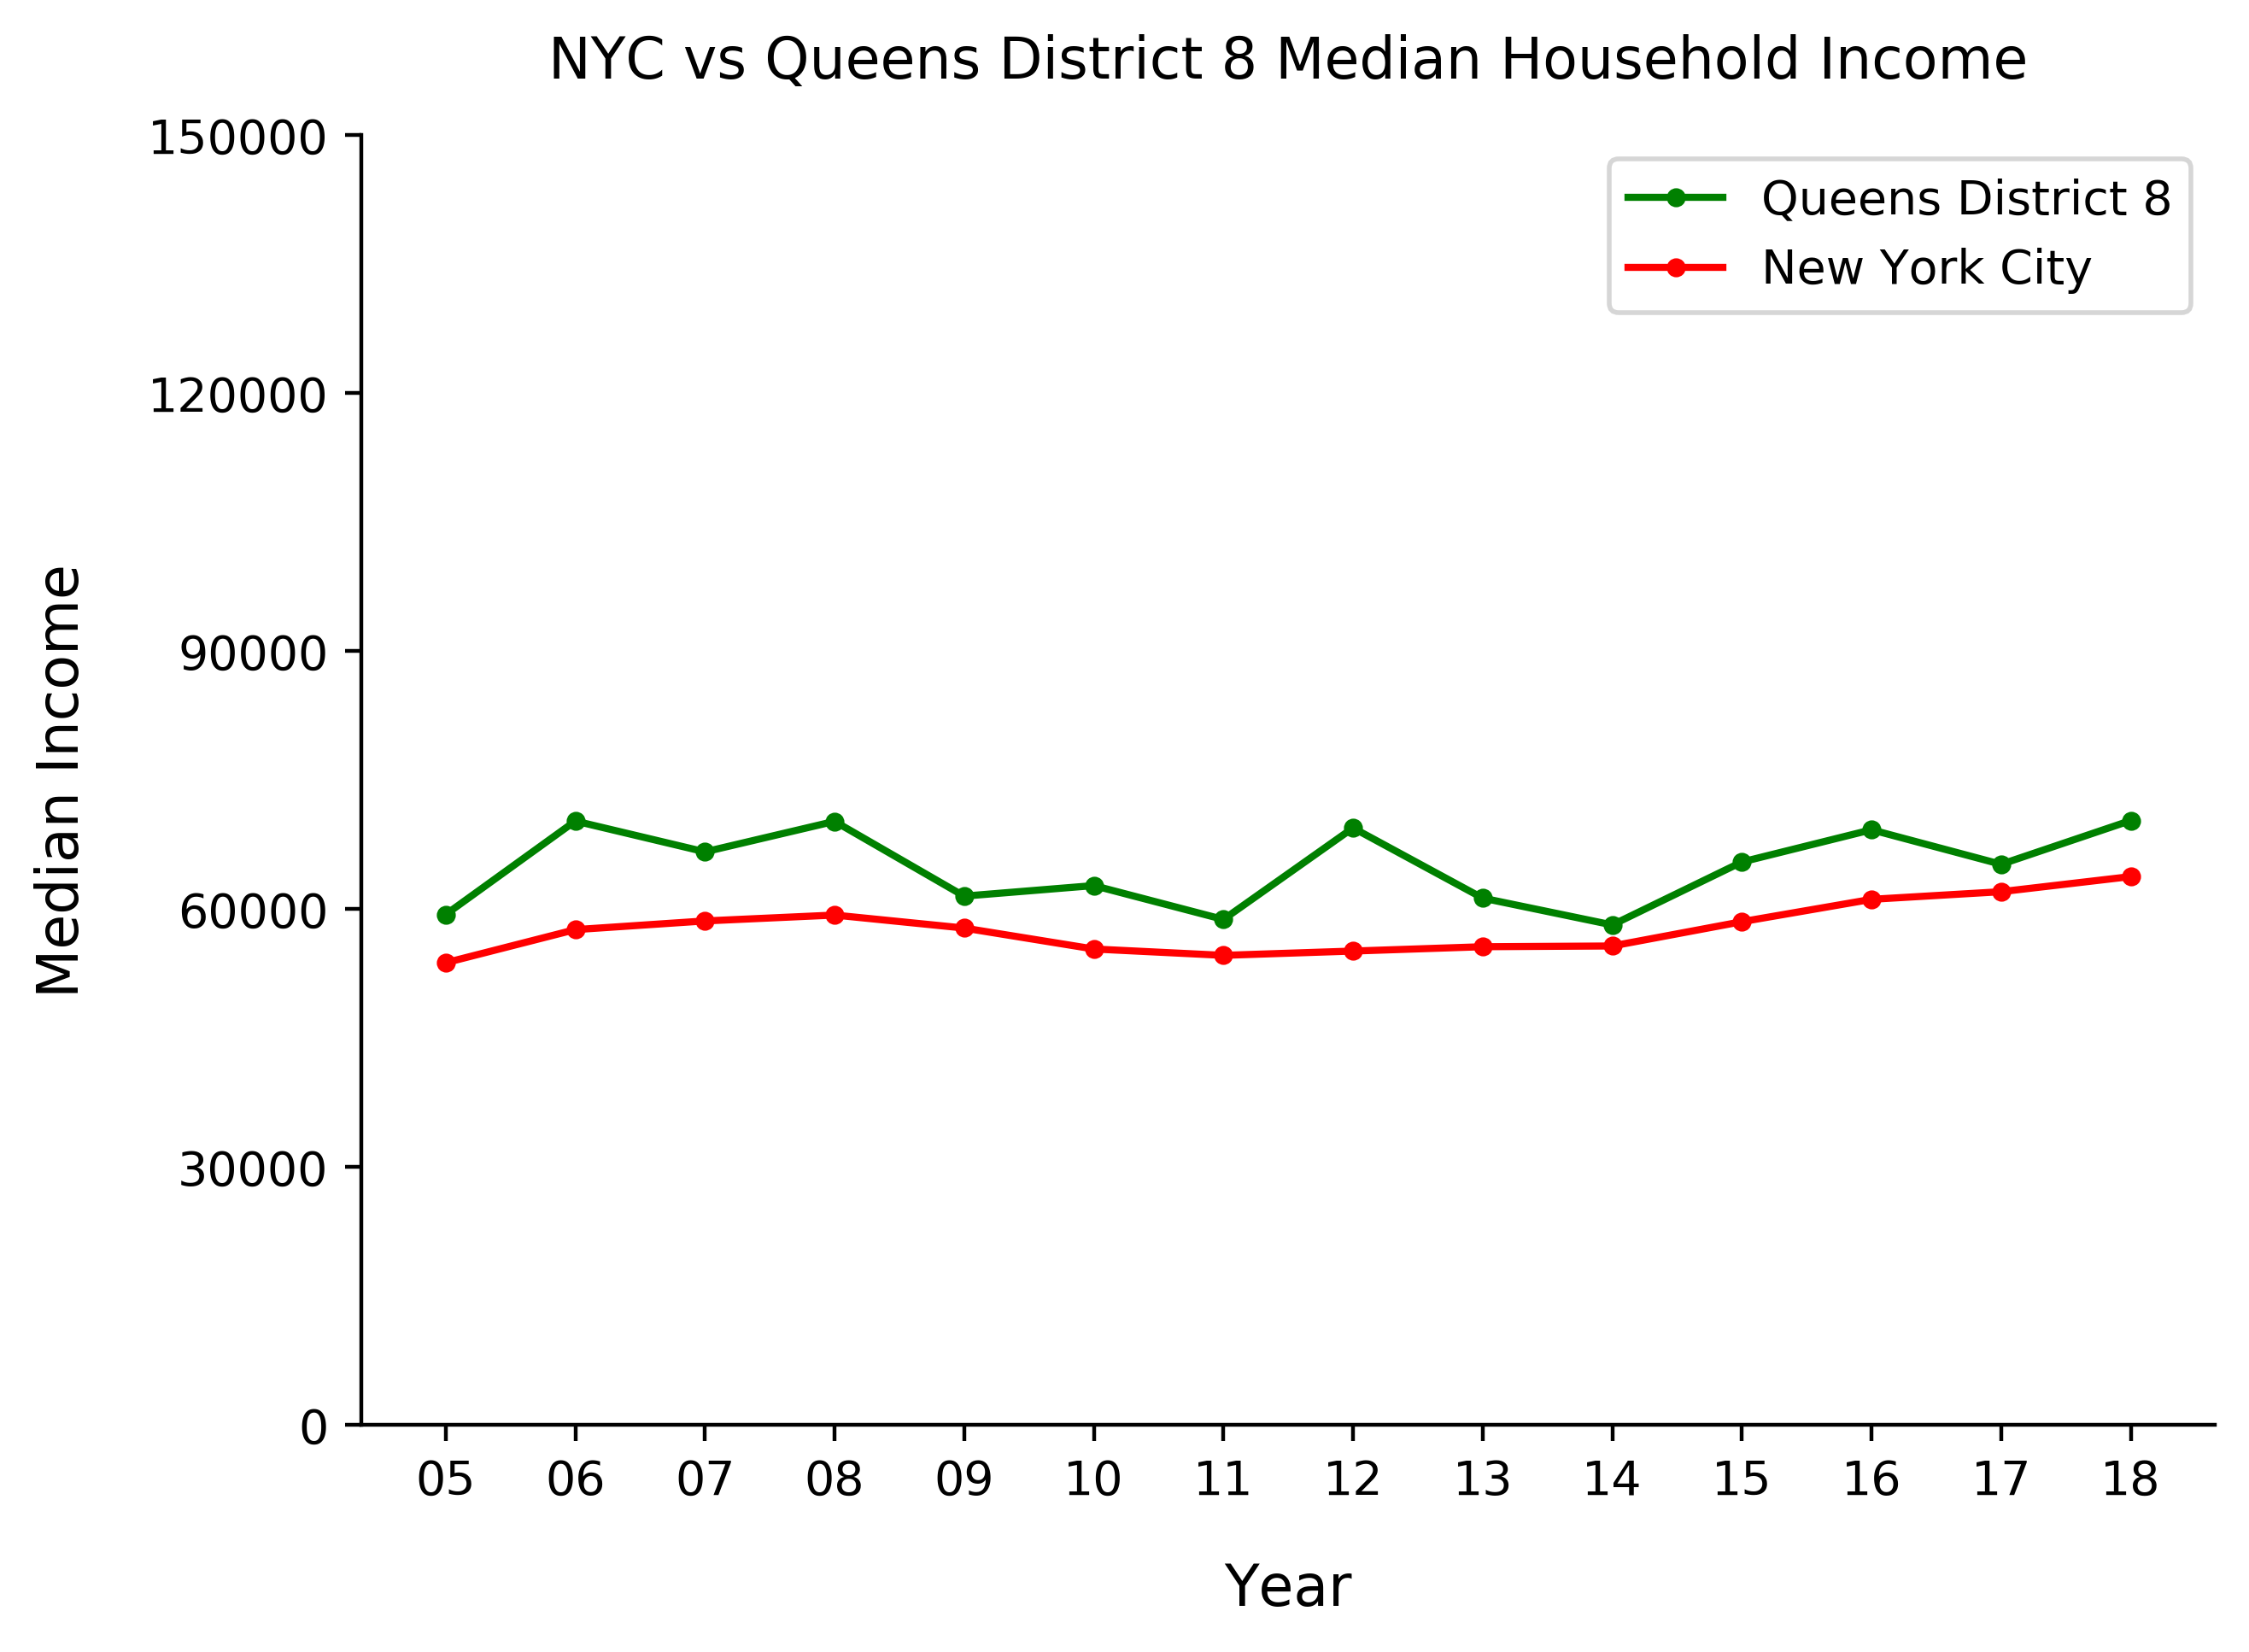 NYC vs Queens District 8 Median Household Income
150000
120000
90000
60000
30000
0
Median Income
Queens District 8
New York City
05 06 07 08 09 10 11 12 13 14 15 16 17 18
Year